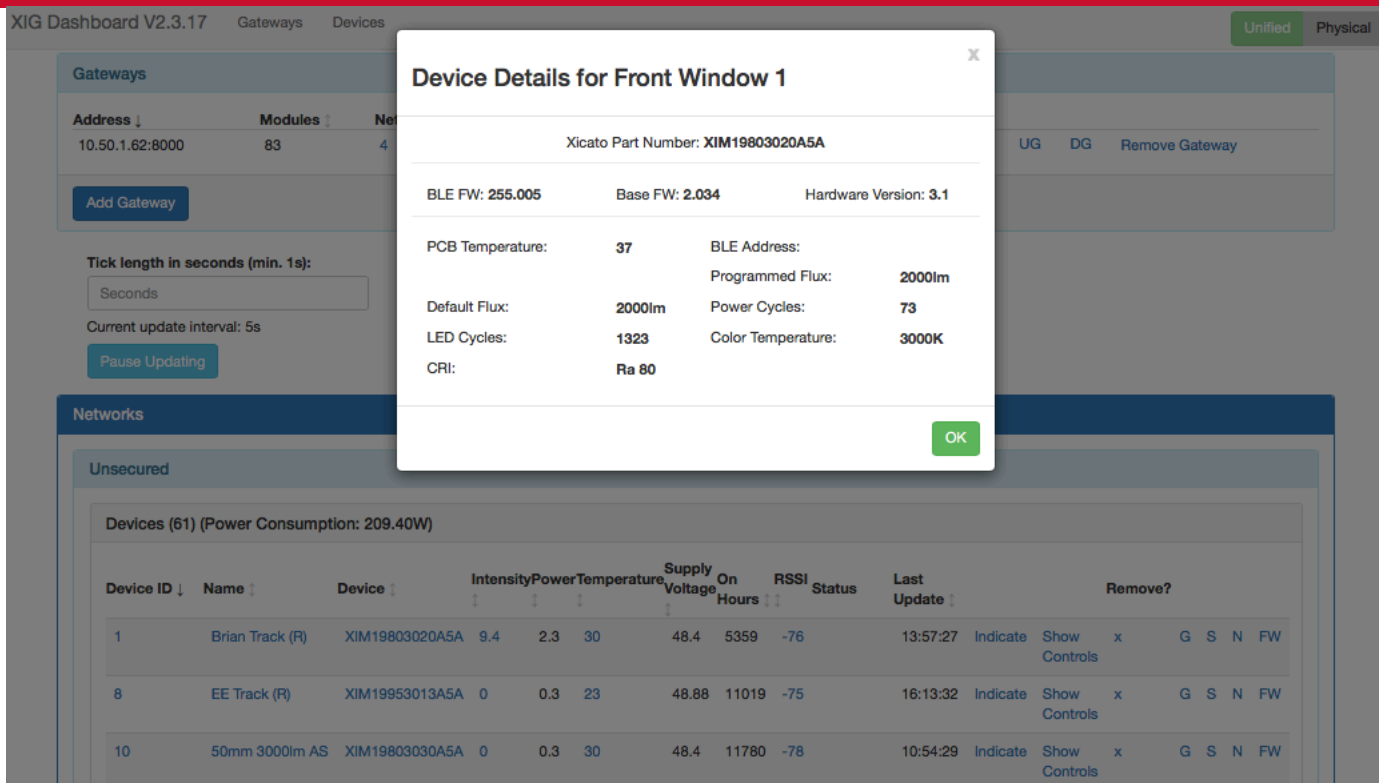 XIG Dashboard V2.3.17 Gateways Devices Unified Physical
Gateways
Address Modules Net
10.50.1.62:8000 83 4 UG DG Remove Gateway
Add Gateway
Tick length in seconds (min. 1s):
Seconds
Current update interval: 5s
Pause Updating
x
Device Details for Front Window 1
Xicato Part Number: XIM19803020A5A
BLE FW: 255.005 Base FW: 2.034 Hardware Version: 3.1
PCB Temperature: 37 BLE Address:
Programmed Flux: 2000lm
Default Flux: 2000lm Power Cycles: 73
LED Cycles: 1323 Color Temperature: 3000K
CRI: Ra 80
OK
Networks
Unsecured
Devices (61) (Power Consumption: 209.40W)
Device ID Name Device Intensity Power Temperature Supply Voltage On Hours RSSI Status Last Update Remove?
1 Brian Track (R) XIM19803020A5A 9.4 2.3 30 48.4 5359 -76 13:57:27 Indicate Show Controls x G S N FW
8 EE Track (R) XIM19953013A5A 0 0.3 23 48.88 11019 -75 16:13:32 Indicate Show Controls x G S N FW
10 50mm 3000lm AS XIM19803030A5A 0 0.3 30 48.4 11780 -78 10:54:29 Indicate Show Controls x G S N FW